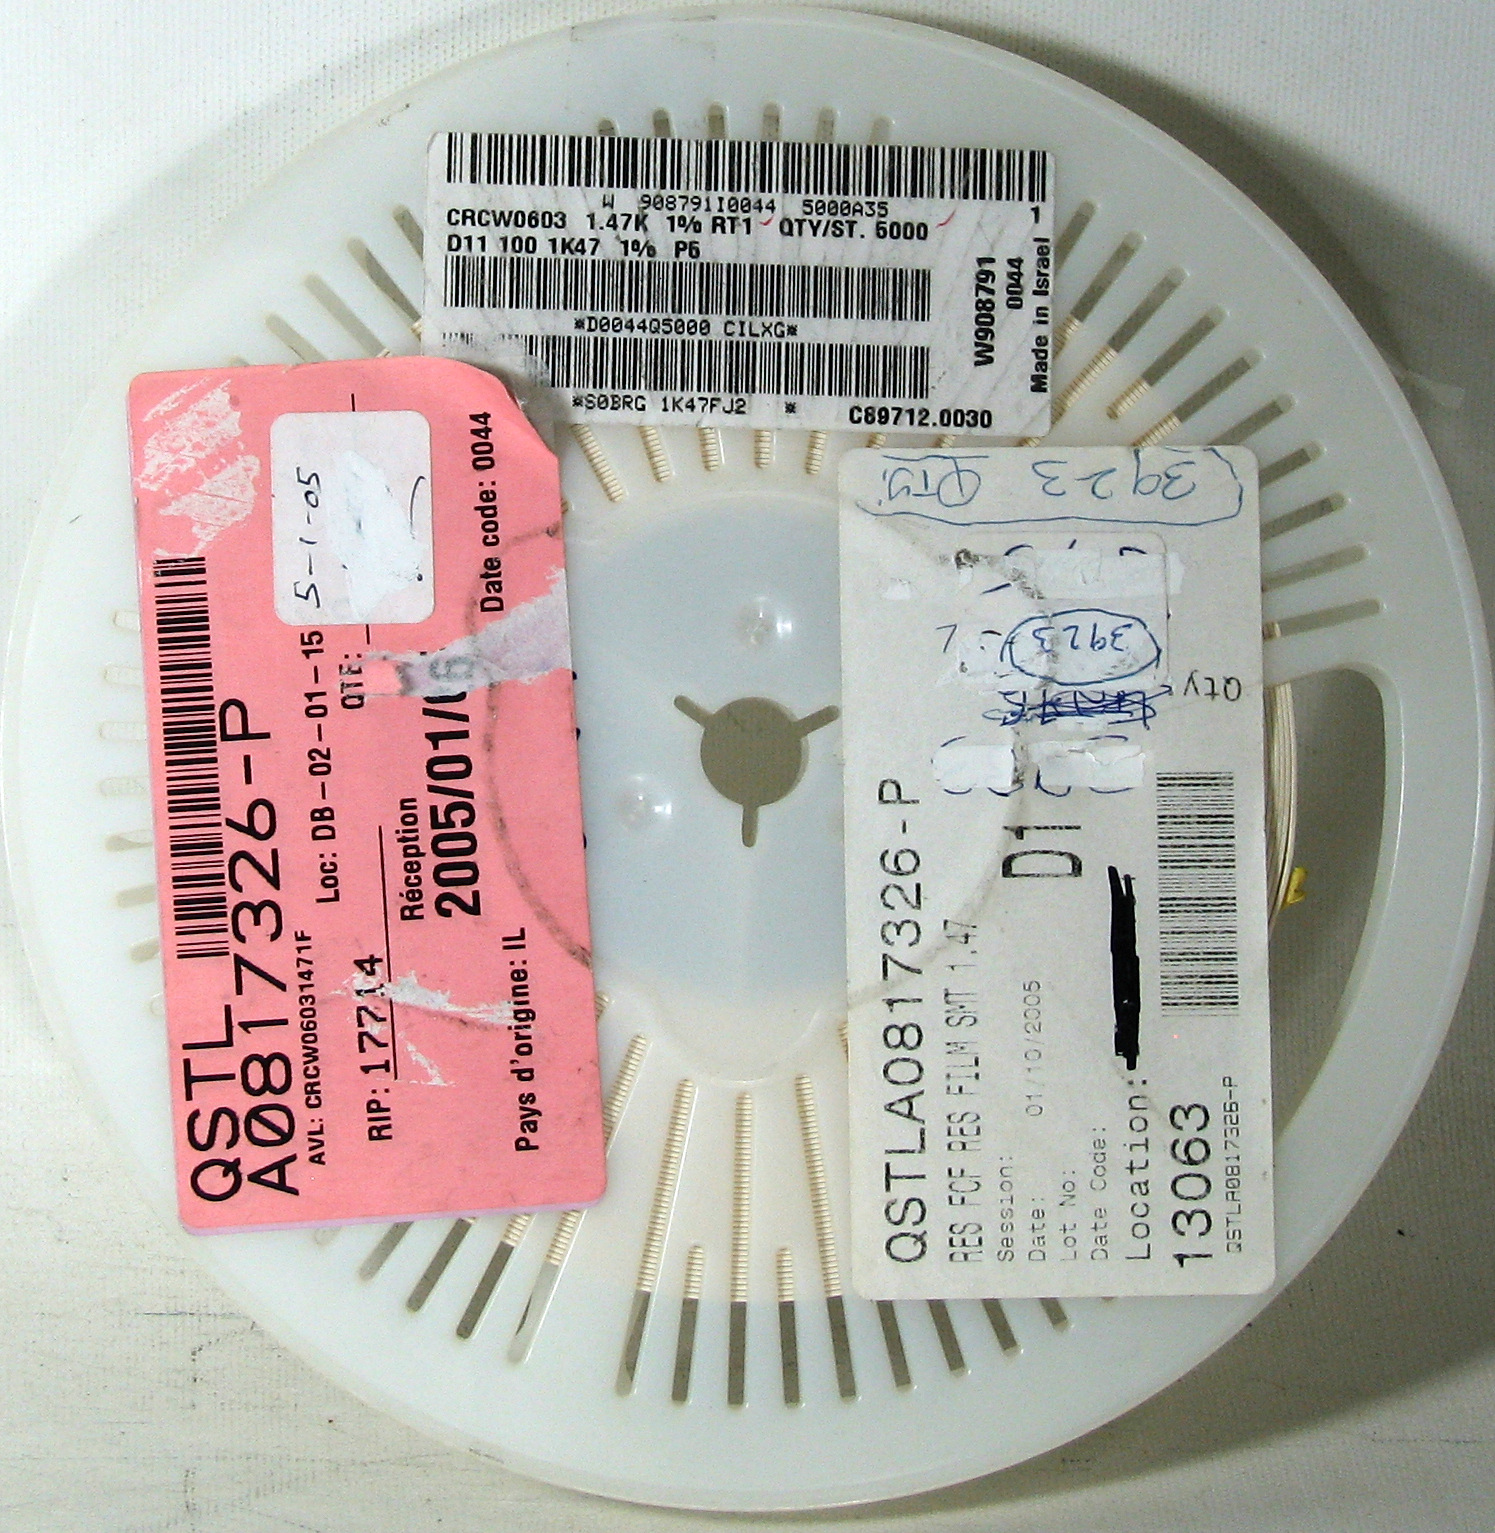 W 908791I0044 5000A35
CRCW0603 1.47K 1% RT1 QTY/ST. 5000
D11 100 1K47 1% P5
*D0044Q5000 CILXG*
*S0BRG 1K47FJ2 *
C89712.0030
1
W908791
0044
Made in Israel
QSTL
A0817326-P
AVL: CRCW06031471F
Loc: DB-02-01-15
5-1-05
QTE:
RIP: 17714
Réception
2005/01/
Date code: 0044
Pays d'origine: IL
3923 QTY:
3923
Qty
QSTLA0817326-P
RES FCF RES FILM SMT 1.47
Session:
Date: 01/10/2005
D1
Lot No:
Date Code:
Location:
13063
QSTLA0817326-P